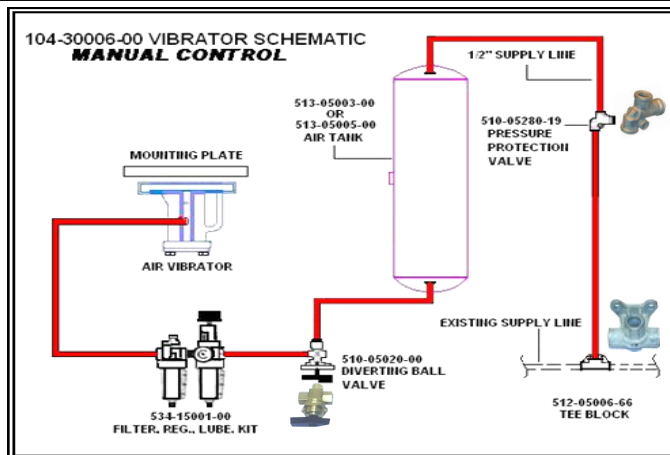 104-30006-00 VIBRATOR SCHEMATIC
MANUAL CONTROL
1/2" SUPPLY LINE
513-05003-00
OR
513-05005-00
AIR TANK
510-05280-19
PRESSURE
PROTECTION
VALVE
MOUNTING PLATE
AIR VIBRATOR
EXISTING SUPPLY LINE
510-05020-00
DIVERTING BALL
VALVE
534-15001-00
FILTER, REG., LUBE. KIT
512-05006-66
TEE BLOCK